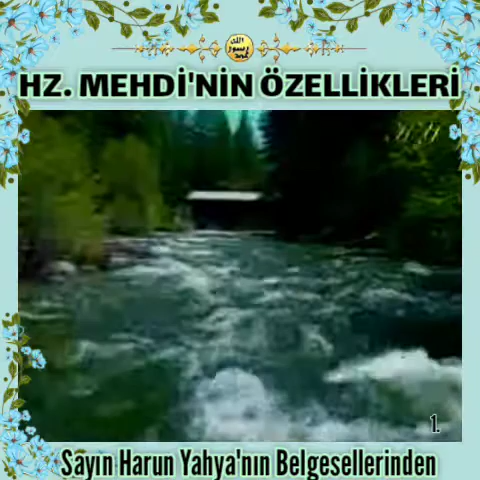 HZ. MEHDİ'NİN ÖZELLİKLERİ
1.
Sayın Harun Yahya'nın Belgesellerinden